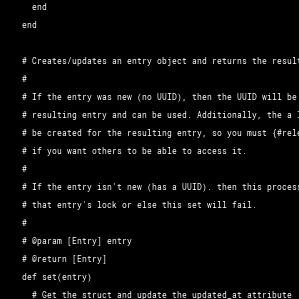 end
end
# Creates/updates an entry object and returns the result
#
# If the entry was new (no UUID), then the UUID will be
# resulting entry and can be used. Additionally, the a
# be created for the resulting entry, so you must {#rele
# if you want others to be able to access it.
#
# If the entry isn't new (has a UUID). then this process
# that entry's lock or else this set will fail.
#
# @param [Entry] entry
# @return [Entry]
def set(entry)
# Get the struct and update the updated_at attribute